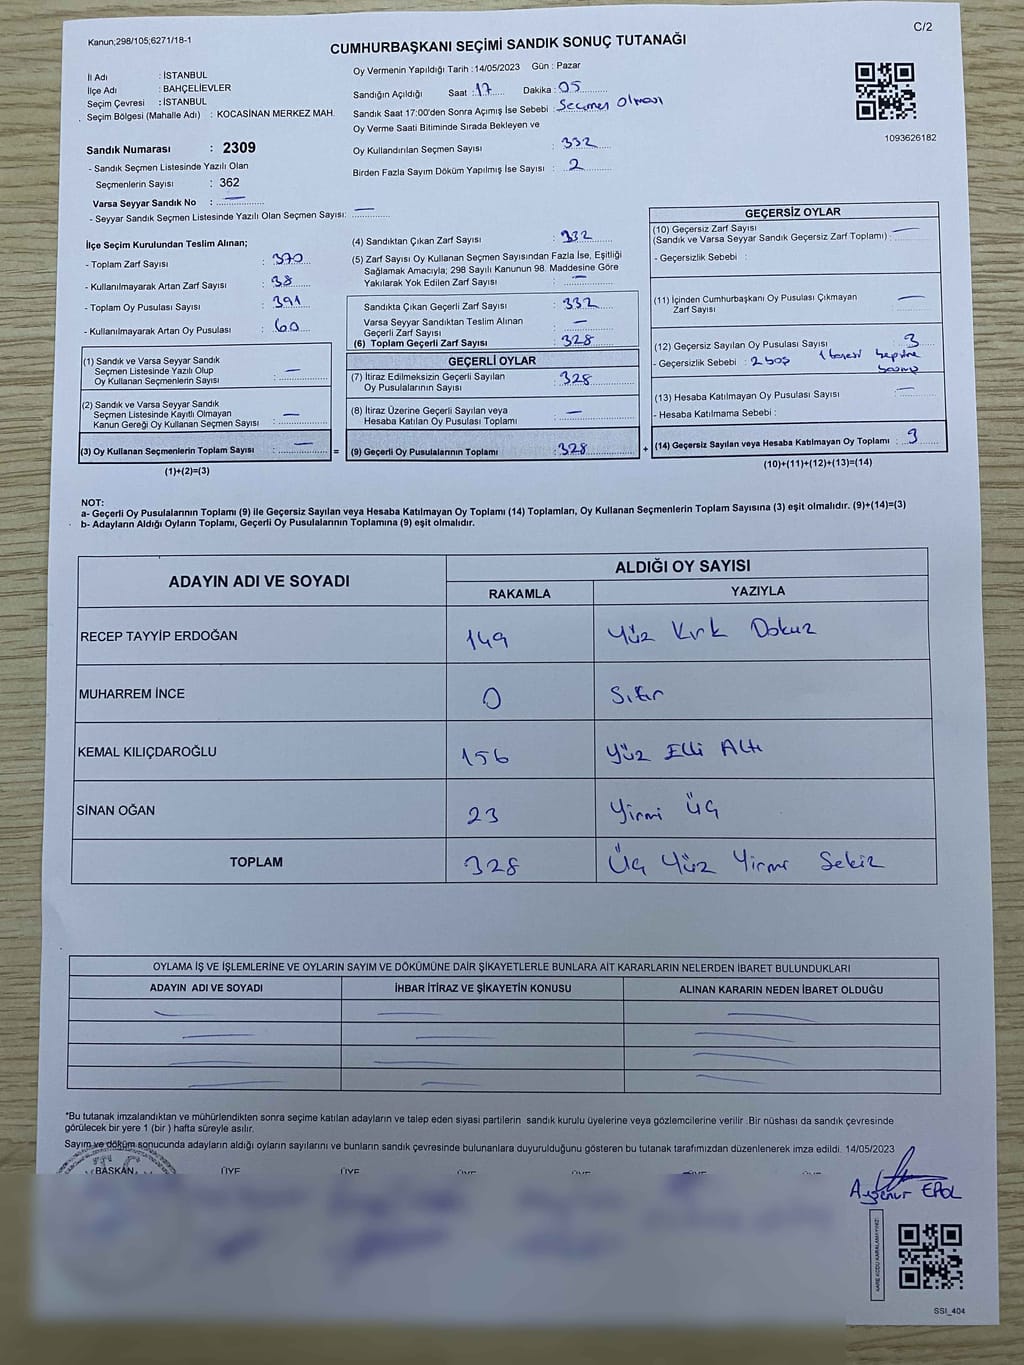 Kanun;298/105;6271/18-1
C/2
CUMHURBAŞKANI SEÇİMİ SANDIK SONUÇ TUTANAĞI
İl Adı : İSTANBUL
İlçe Adı : BAHÇELİEVLER
Seçim Çevresi : İSTANBUL
Seçim Bölgesi (Mahalle Adı) : KOCASİNAN MERKEZ MAH.
Sandık Numarası : 2309
- Sandık Seçmen Listesinde Yazılı Olan
Seçmenlerin Sayısı : 362
Varsa Seyyar Sandık No : —
- Seyyar Sandık Seçmen Listesinde Yazılı Olan Seçmen Sayısı: —
Oy Vermenin Yapıldığı Tarih : 14/05/2023 Gün : Pazar
Sandığın Açıldığı Saat : 17 Dakika : 05
Sandık Saat 17:00'den Sonra Açımış İse Sebebi : Seçmen Olması
Oy Verme Saati Bitiminde Sırada Bekleyen ve
Oy Kullandırılan Seçmen Sayısı : 332
Birden Fazla Sayım Döküm Yapılmış İse Sayısı : 2
1093626182
İlçe Seçim Kurulundan Teslim Alınan;
- Toplam Zarf Sayısı : 370
- Kullanılmayarak Artan Zarf Sayısı : 38
- Toplam Oy Pusulası Sayısı : 391
- Kullanılmayarak Artan Oy Pusulası : 60
(1) Sandık ve Varsa Seyyar Sandık
Seçmen Listesinde Yazılı Olup
Oy Kullanan Seçmenlerin Sayısı : —
(2) Sandık ve Varsa Seyyar Sandık
Seçmen Listesinde Kayıtlı Olmayan
Kanun Gereği Oy Kullanan Seçmen Sayısı : —
(3) Oy Kullanan Seçmenlerin Toplam Sayısı : —
=
(1)+(2)=(3)
(4) Sandıktan Çıkan Zarf Sayısı : 332
(5) Zarf Sayısı Oy Kullanan Seçmen Sayısından Fazla İse, Eşitliği
Sağlamak Amacıyla; 298 Sayılı Kanunun 98. Maddesine Göre
Yakılarak Yok Edilen Zarf Sayısı : —
Sandıkta Çıkan Geçerli Zarf Sayısı : 332
Varsa Seyyar Sandıktan Teslim Alınan
Geçerli Zarf Sayısı : —
(6) Toplam Geçerli Zarf Sayısı : 328
GEÇERLİ OYLAR
(7) İtiraz Edilmeksizin Geçerli Sayılan
Oy Pusulalarının Sayısı : 328
(8) İtiraz Üzerine Geçerli Sayılan veya
Hesaba Katılan Oy Pusulası Toplamı : —
(9) Geçerli Oy Pusulalarının Toplamı : 328
+
GEÇERSİZ OYLAR
(10) Geçersiz Zarf Sayısı
(Sandık ve Varsa Seyyar Sandık Geçersiz Zarf Toplamı) : —
- Geçersizlik Sebebi :
(11) İçinden Cumhurbaşkanı Oy Pusulası Çıkmayan
Zarf Sayısı : —
(12) Geçersiz Sayılan Oy Pusulası Sayısı : 3
- Geçersizlik Sebebi : 2 boş 1 hepsine
basmış
(13) Hesaba Katılmayan Oy Pusulası Sayısı : —
- Hesaba Katılmama Sebebi :
(14) Geçersiz Sayılan veya Hesaba Katılmayan Oy Toplamı : 3
(10)+(11)+(12)+(13)=(14)
NOT:
a- Geçerli Oy Pusulalarının Toplamı (9) ile Geçersiz Sayılan veya Hesaba Katılmayan Oy Toplamı (14) Toplamları, Oy Kullanan Seçmenlerin Toplam Sayısına (3) eşit olmalıdır. (9)+(14)=(3)
b- Adayların Aldığı Oyların Toplamı, Geçerli Oy Pusulalarının Toplamına (9) eşit olmalıdır.
ADAYIN ADI VE SOYADI ALDIĞI OY SAYISI
RAKAMLA YAZIYLA
RECEP TAYYİP ERDOĞAN 149 Yüz Kırk Dokuz
MUHARREM İNCE 0 Sıfır
KEMAL KILIÇDAROĞLU 156 Yüz Elli Altı
SİNAN OĞAN 23 Yirmi Üç
TOPLAM 328 Üç Yüz Yirmi Sekiz
OYLAMA İŞ VE İŞLEMLERİNE VE OYLARIN SAYIM VE DÖKÜMÜNE DAİR ŞİKAYETLERLE BUNLARA AİT KARARLARIN NELERDEN İBARET BULUNDUKLARI
ADAYIN ADI VE SOYADI İHBAR İTİRAZ VE ŞİKAYETİN KONUSU ALINAN KARARIN NEDEN İBARET OLDUĞU
*Bu tutanak imzalandıktan ve mühürlendikten sonra seçime katılan adayların ve talep eden siyasi partilerin sandık kurulu üyelerine veya gözlemcilerine verilir. Bir nüshası da sandık çevresinde
görülecek bir yere 1 (bir ) hafta süreyle asılır.
Sayım ve döküm sonucunda adayların aldığı oyların sayılarını ve bunların sandık çevresinde bulunanlara duyurulduğunu gösteren bu tutanak tarafımızdan düzenlenerek imza edildi. 14/05/2023
BAŞKAN ÜYE ÜYE ÜYE ÜYE ÜYE
Ayşenur EROL
KARE KODU KARALAMAYINIZ!
SSI_404